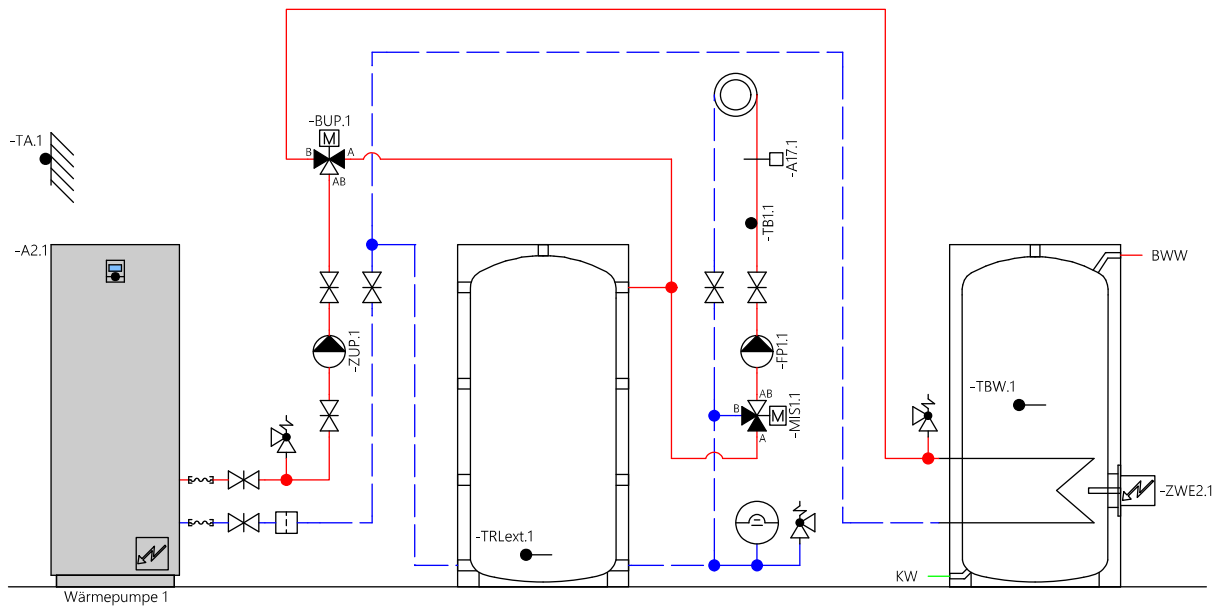 -BUP.1
M
B
A
AB
-TA.1
-A17.1
-TB1.1
-A2.1
BWW
-ZUP.1
-FP1.1
-TBW.1
AB
B
M
-MIS1.1
A
-ZWE2.1
-TRLext.1
KW
Wärmepumpe 1